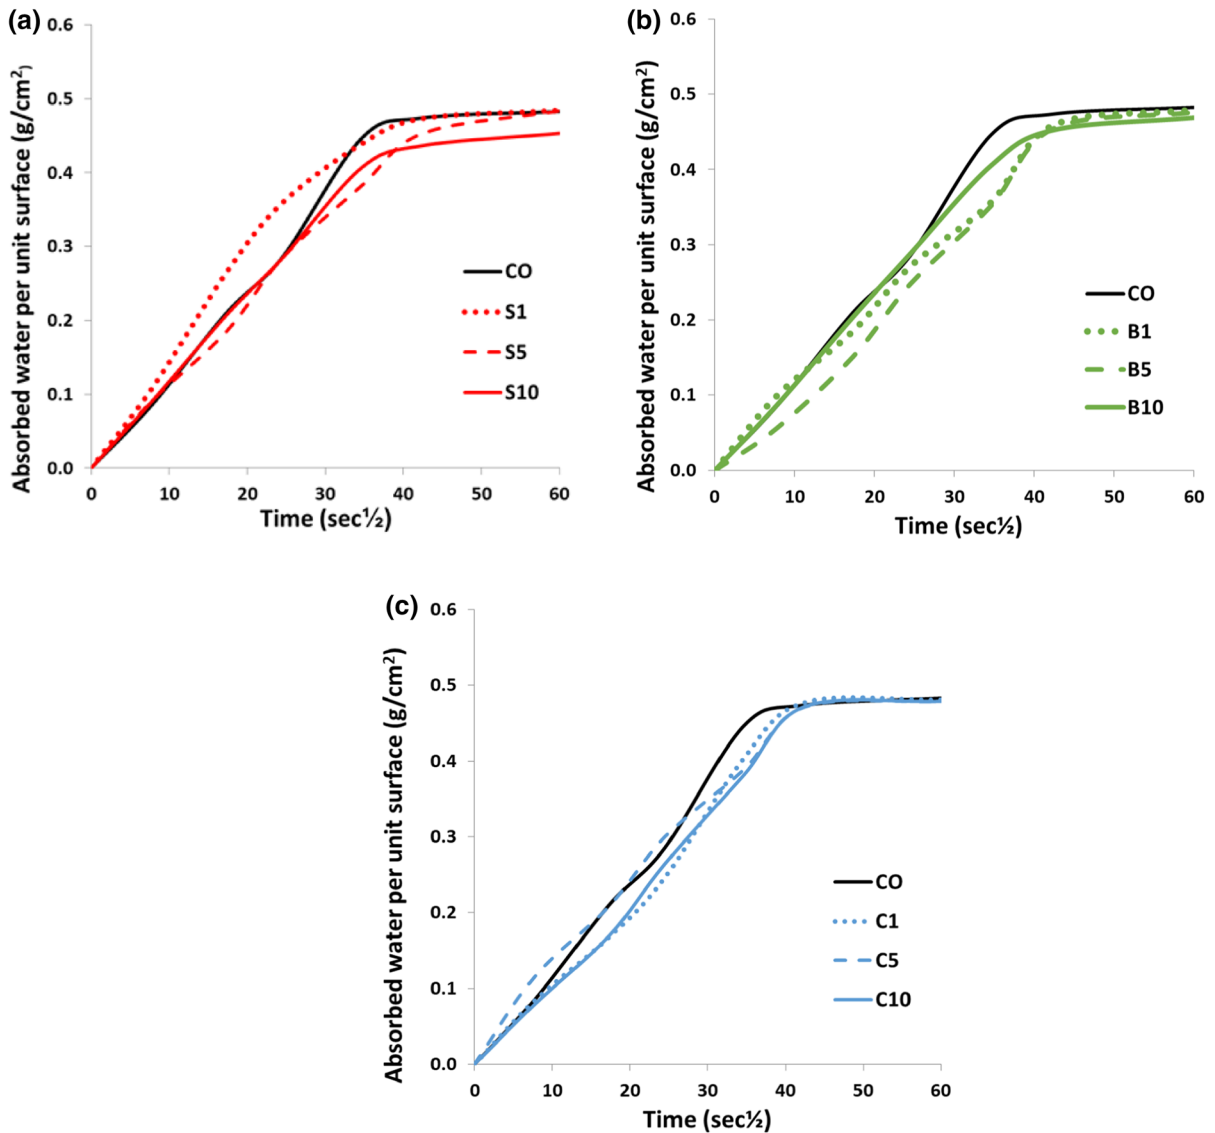 (a)
Absorbed water per unit surface (g/cm²)
0.6
0.5
0.4
0.3
0.2
0.1
0.0
0 10 20 30 40 50 60
Time (sec½)
CO
S1
S5
S10
(b)
Absorbed water per unit surface (g/cm²)
0.6
0.5
0.4
0.3
0.2
0.1
0.0
0 10 20 30 40 50 60
Time (sec½)
CO
B1
B5
B10
(c)
Absorbed water per unit surface (g/cm²)
0.6
0.5
0.4
0.3
0.2
0.1
0.0
0 10 20 30 40 50 60
Time (sec½)
CO
C1
C5
C10